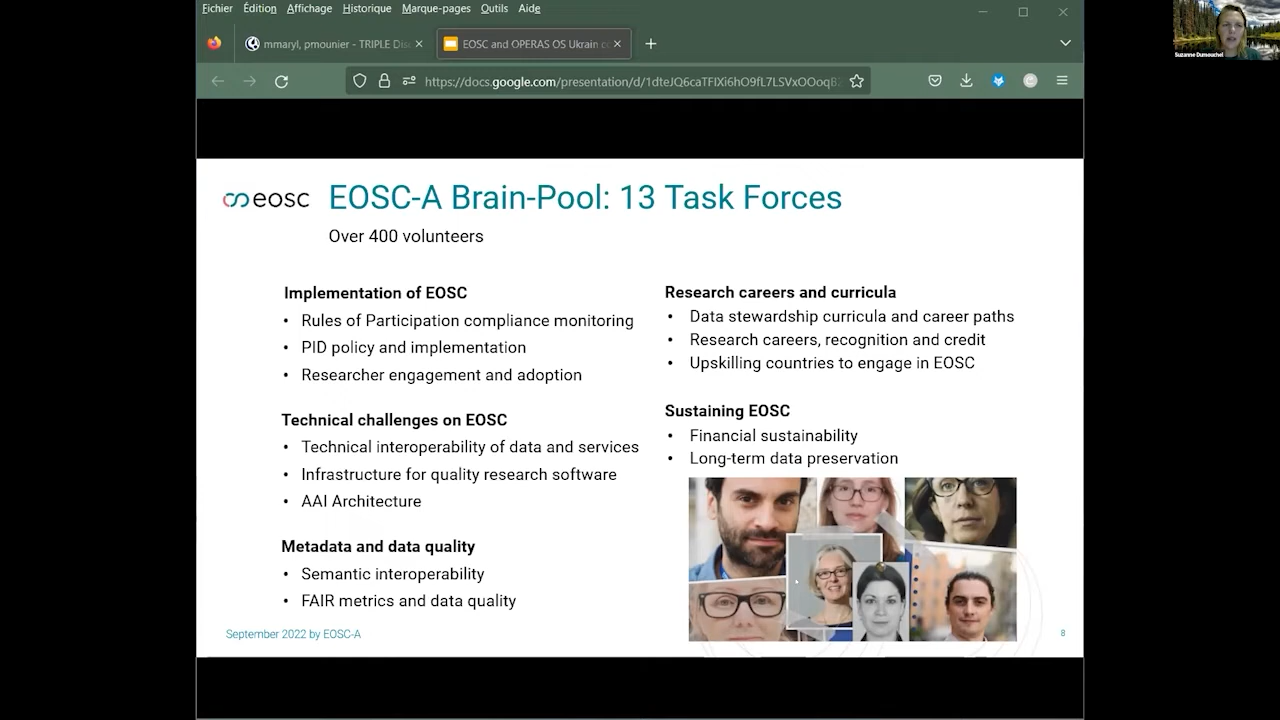 Fichier Édition Affichage Historique Marque-pages Outils Aide
mmaryl, pmounier - TRIPLE Dis
EOSC and OPERAS OS Ukrain co
https://docs.google.com/presentation/d/1dteJQ6caTFIXi6hO9fL7LSVxOOoq8
Suzanne Dumouchel
eosc
EOSC-A Brain-Pool: 13 Task Forces
Over 400 volunteers
Implementation of EOSC
• Rules of Participation compliance monitoring
• PID policy and implementation
• Researcher engagement and adoption
Technical challenges on EOSC
• Technical interoperability of data and services
• Infrastructure for quality research software
• AAI Architecture
Metadata and data quality
• Semantic interoperability
• FAIR metrics and data quality
Research careers and curricula
• Data stewardship curricula and career paths
• Research careers, recognition and credit
• Upskilling countries to engage in EOSC
Sustaining EOSC
• Financial sustainability
• Long-term data preservation
September 2022 by EOSC-A
8